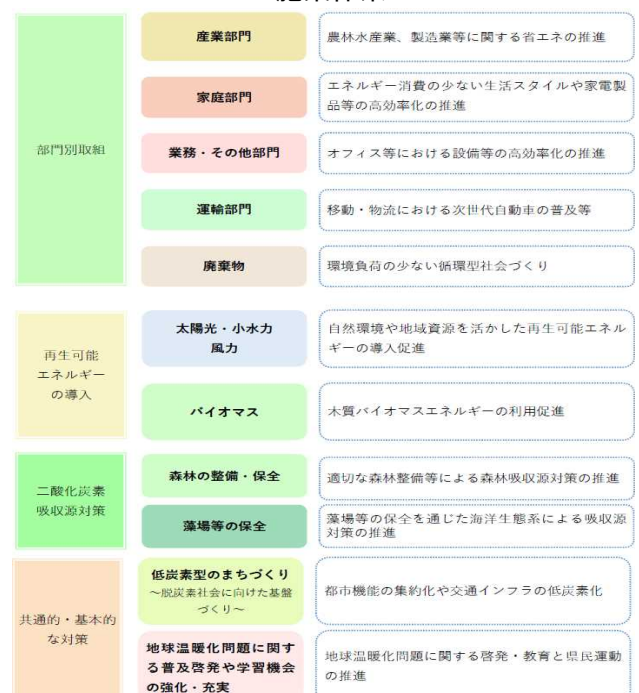 産業部門
農林水産業、製造業等に関する省エネの推進
家庭部門
エネルギー消費の少ない生活スタイルや家電製
品等の高効率化の推進
部門別取組
業務・その他部門
オフィス等における設備等の高効率化の推進
運輸部門
移動・物流における次世代自動車の普及等
廃棄物
環境負荷の少ない循環型社会づくり
再生可能
エネルギー
の導入
太陽光・小水力
風力
自然環境や地域資源を活かした再生可能エネル
ギーの導入促進
バイオマス
木質バイオマスエネルギーの利用促進
二酸化炭素
吸収源対策
森林の整備・保全
適切な森林整備等による森林吸収源対策の推進
藻場等の保全
藻場等の保全を通じた海洋生態系による吸収源
対策の推進
共通的・基本的
な対策
低炭素型のまちづくり
～脱炭素社会に向けた基盤
づくり～
都市機能の集約化や交通インフラの低炭素化
地球温暖化問題に関す
る普及啓発や学習機会
の強化・充実
地球温暖化問題に関する啓発・教育と県民運動
の推進